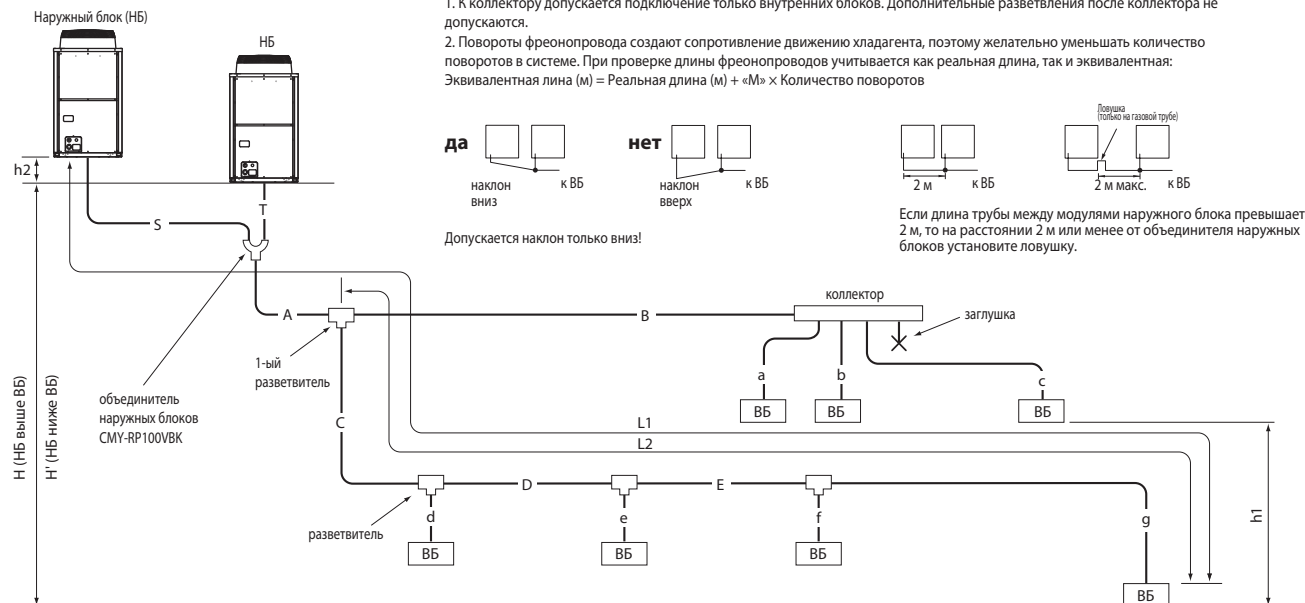 1. К коллектору допускается подключение только внутренних блоков. Дополнительные разветвления после коллектора не
допускаются.
2. Повороты фреонопровода создают сопротивление движению хладагента, поэтому желательно уменьшать количество
поворотов в системе. При проверке длины фреонопроводов учитывается как реальная длина, так и эквивалентная:
Эквивалентная лина (м) = Реальная длина (м) + «М» × Количество поворотов
Наружный блок (НБ)
НБ
h2
да
наклон
вниз
к ВБ
нет
наклон
вверх
к ВБ
2 м
к ВБ
Ловушка
(только на газовой трубе)
2 м макс.
к ВБ
Допускается наклон только вниз!
Если длина трубы между модулями наружного блока превышает
2 м, то на расстоянии 2 м или менее от объединителя наружных
блоков установите ловушку.
S
T
A
B
коллектор
заглушка
1-ый
разветвитель
объединитель
наружных блоков
CMY-RP100VBK
H (НБ выше ВБ)
H' (НБ ниже ВБ)
a
b
c
ВБ
ВБ
ВБ
C
L1
L2
D
E
d
e
f
g
h1
разветвитель
ВБ
ВБ
ВБ
ВБ